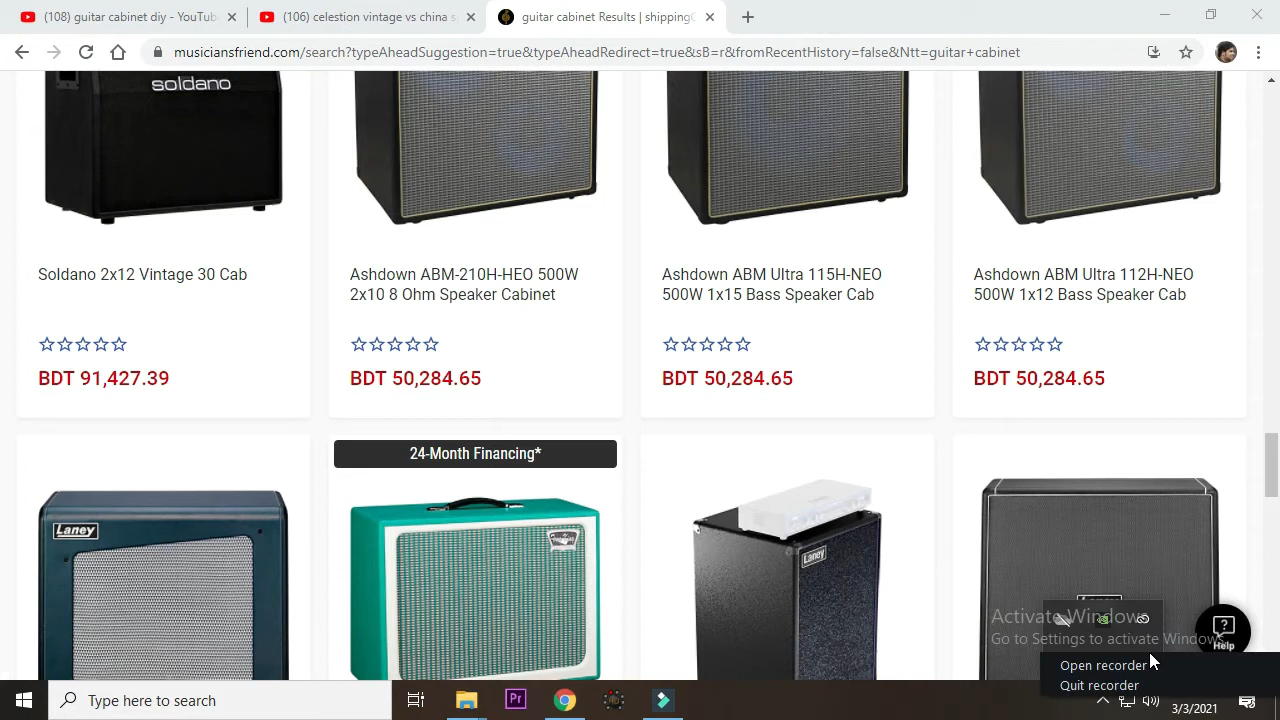 (108) guitar cabinet diy - YouTub
(106) celestion vintage vs china s
guitar cabinet Results | shipping
musiciansfriend.com/search?typeAheadSuggestion=true&typeAheadRedirect=true&sB=r&fromRecentHistory=false&Ntt=guitar+cabinet
soldano
Soldano 2x12 Vintage 30 Cab
BDT 91,427.39
Ashdown ABM-210H-HEO 500W
2x10 8 Ohm Speaker Cabinet
BDT 50,284.65
Ashdown ABM Ultra 115H-NEO
500W 1x15 Bass Speaker Cab
BDT 50,284.65
Ashdown ABM Ultra 112H-NEO
500W 1x12 Bass Speaker Cab
BDT 50,284.65
Laney
24-Month Financing*
Laney
Activate Windows
Go to Settings to activate Windows.
Help
Open recorder
Quit recorder
Type here to search
Pr
3/3/2021